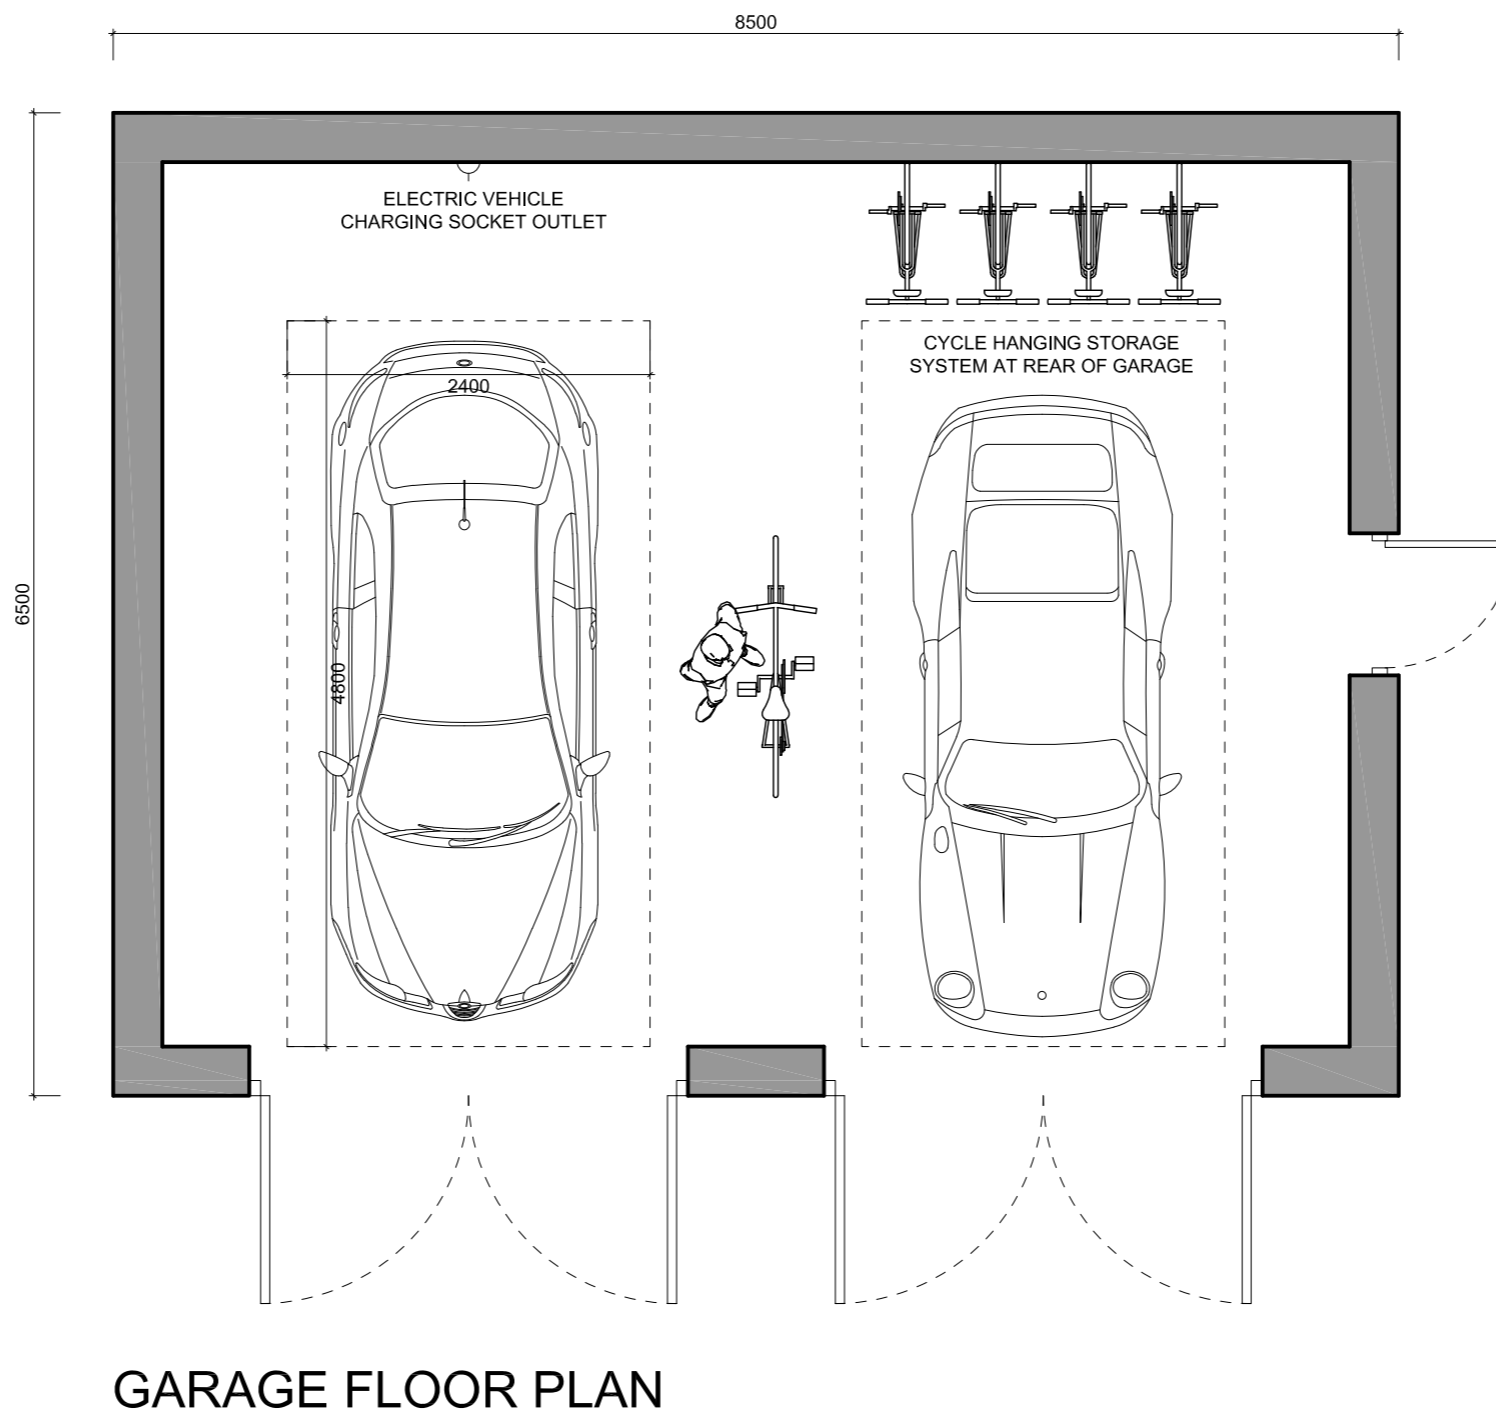 8500
ELECTRIC VEHICLE
CHARGING SOCKET OUTLET
CYCLE HANGING STORAGE
SYSTEM AT REAR OF GARAGE
2400
6500
4800
GARAGE FLOOR PLAN